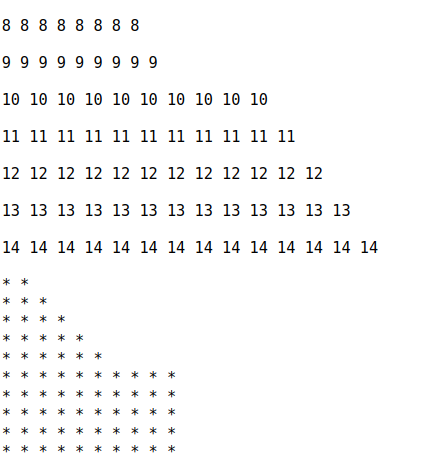 8 8 8 8 8 8 8 8
9 9 9 9 9 9 9 9 9
10 10 10 10 10 10 10 10 10 10
11 11 11 11 11 11 11 11 11 11 11
12 12 12 12 12 12 12 12 12 12 12 12
13 13 13 13 13 13 13 13 13 13 13 13 13
14 14 14 14 14 14 14 14 14 14 14 14 14 14
* *
* * *
* * * *
* * * * *
* * * * * *
* * * * * * * * * *
* * * * * * * * * *
* * * * * * * * * *
* * * * * * * * * *
* * * * * * * * * *